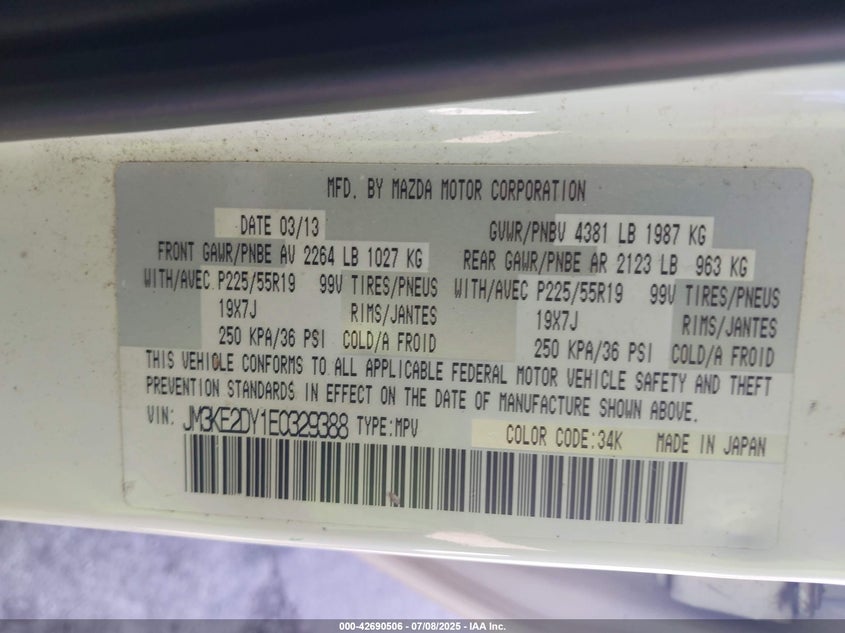 MFD. BY MAZDA MOTOR CORPORATION
DATE 03/13 GVWR/PNBV 4381 LB 1987 KG
FRONT GAWR/PNBE AV 2264 LB 1027 KG REAR GAWR/PNBE AR 2123 LB 963 KG
WITH/AVEC P225/55R19 99V TIRES/PNEUS WITH/AVEC P225/55R19 99V TIRES/PNEUS
19X7J RIMS/JANTES 19X7J RIMS/JANTES
250 KPA/36 PSI COLD/A FROID 250 KPA/36 PSI COLD/A FROID
THIS VEHICLE CONFORMS TO ALL APPLICABLE FEDERAL MOTOR VEHICLE SAFETY AND THEFT
PREVENTION STANDARDS IN EFFECT ON THE DATE OF MANUFACTURE SHOWN ABOVE.
VIN: JM3KE2DY1E0329388 TYPE:MPV COLOR CODE:34K MADE IN JAPAN
000-42690506 - 07/08/2025 - IAA Inc.